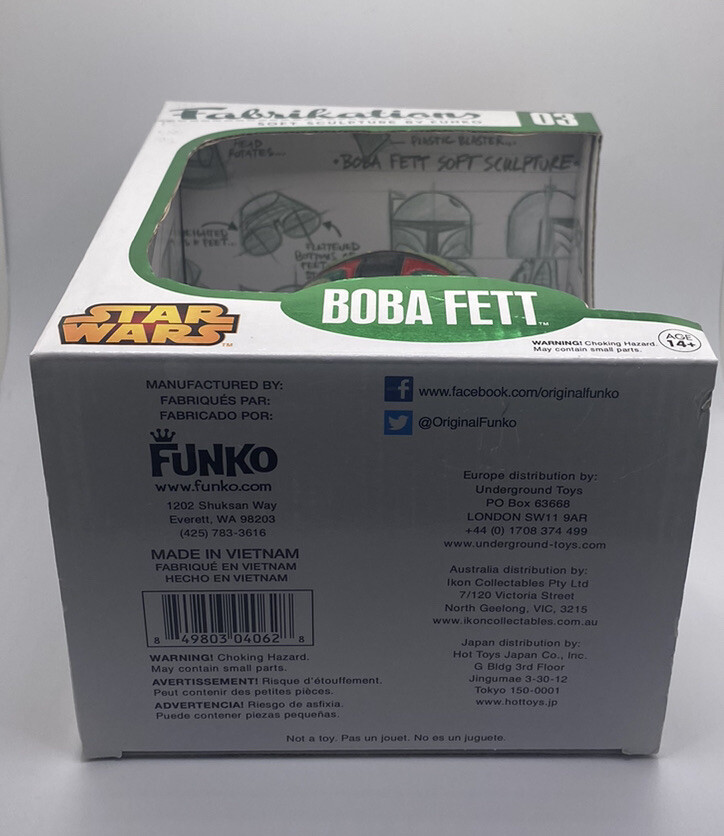 Fabrikations
SOFT SCULPTURE BY FUNKO
03
HEAD
ROTATES...
PLASTIC BLASTER...
•BOBA FETT SOFT SCULPTURE•
FEET...
FLATTENED
BOTTOMS OF
FEET
STAR
WARS™
BOBA FETT™
WARNING! Choking Hazard.
May contain small parts.
AGE
14+
MANUFACTURED BY:
FABRIQUÉS PAR:
FABRICADO POR:
FUNKO
www.funko.com
1202 Shuksan Way
Everett, WA 98203
(425) 783-3616
MADE IN VIETNAM
FABRIQUÉ EN VIETNAM
HECHO EN VIETNAM
8 49803 04062 8
WARNING! Choking Hazard.
May contain small parts.
AVERTISSEMENT! Risque d'étouffement.
Peut contenir des petites pièces.
ADVERTENCIA! Riesgo de asfixia.
Puede contener piezas pequeñas.
f www.facebook.com/originalfunko
@OriginalFunko
Europe distribution by:
Underground Toys
PO Box 63668
LONDON SW11 9AR
+44 (0) 1708 374 499
www.underground-toys.com
Australia distribution by:
Ikon Collectables Pty Ltd
7/120 Victoria Street
North Geelong, VIC, 3215
www.ikoncollectables.com.au
Japan distribution by:
Hot Toys Japan Co., Inc.
G Bldg 3rd Floor
Jingumae 3-30-12
Tokyo 150-0001
www.hottoys.jp
Not a toy. Pas un jouet. No es un juguete.